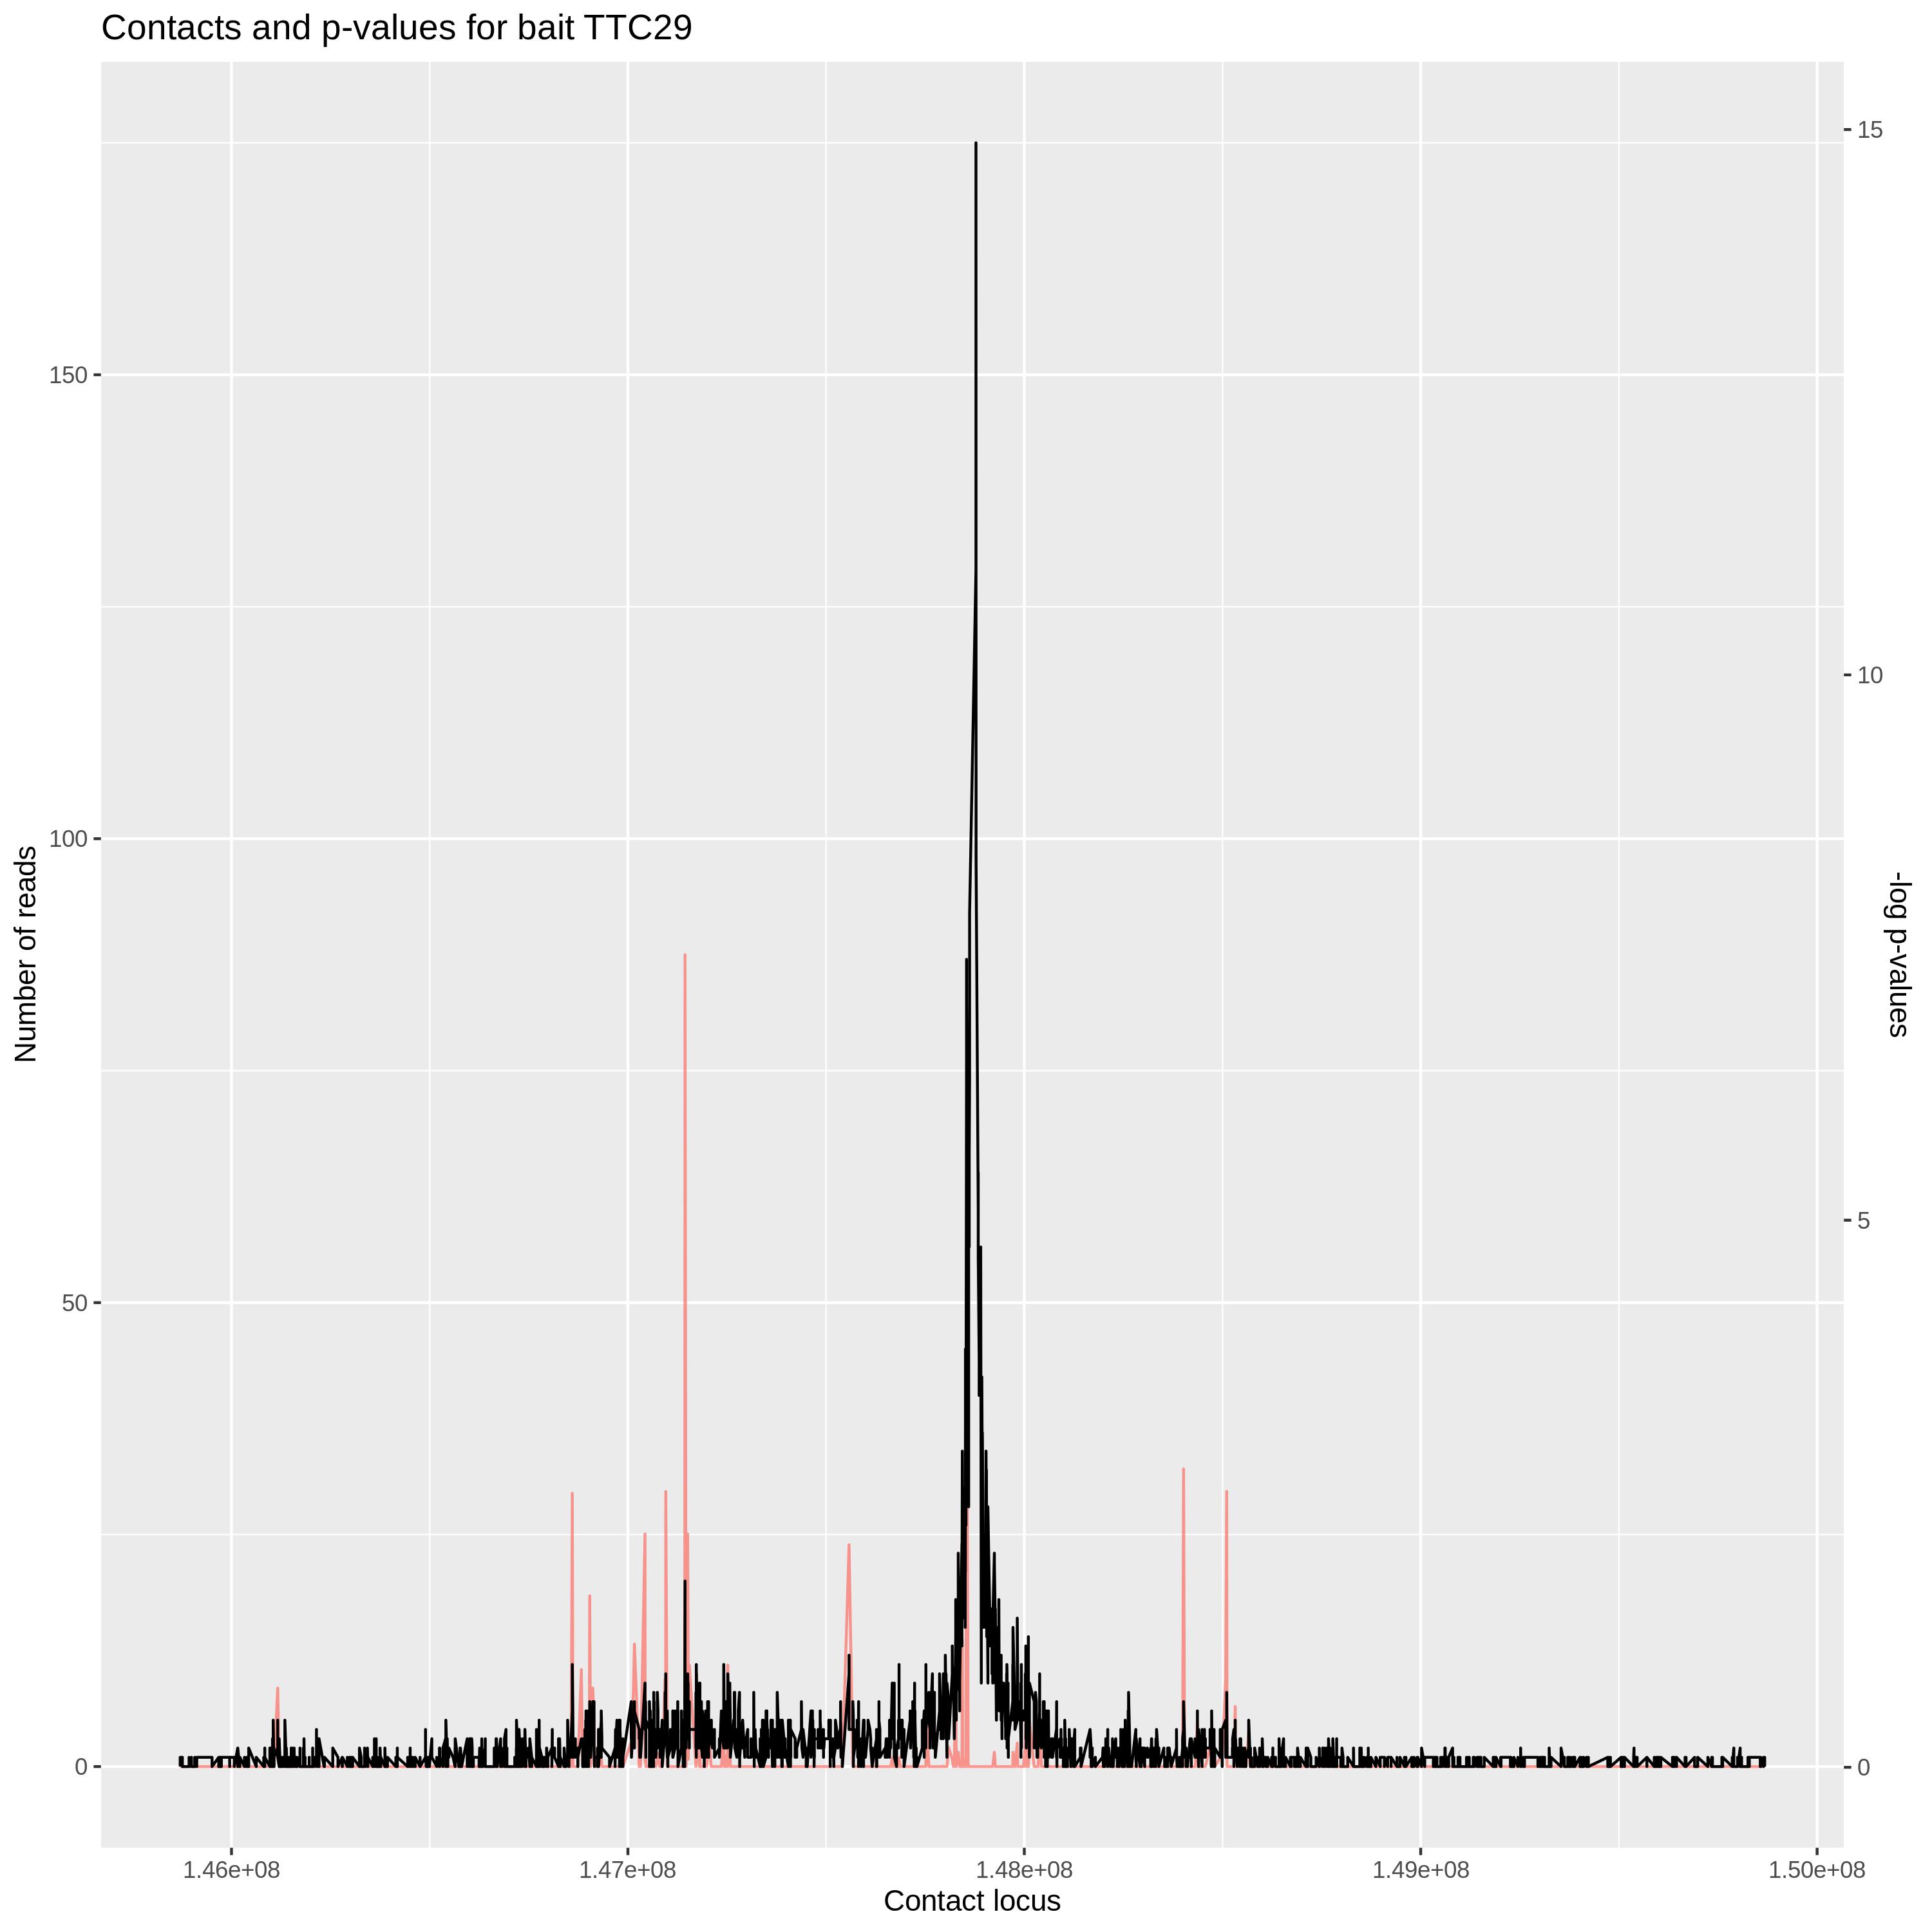 Contacts and p-values for bait TTC29
15
150
10
100
Number of reads
-log p-values
5
50
0
0
1.46e+08
1.47e+08
1.48e+08
1.49e+08
1.50e+08
Contact locus